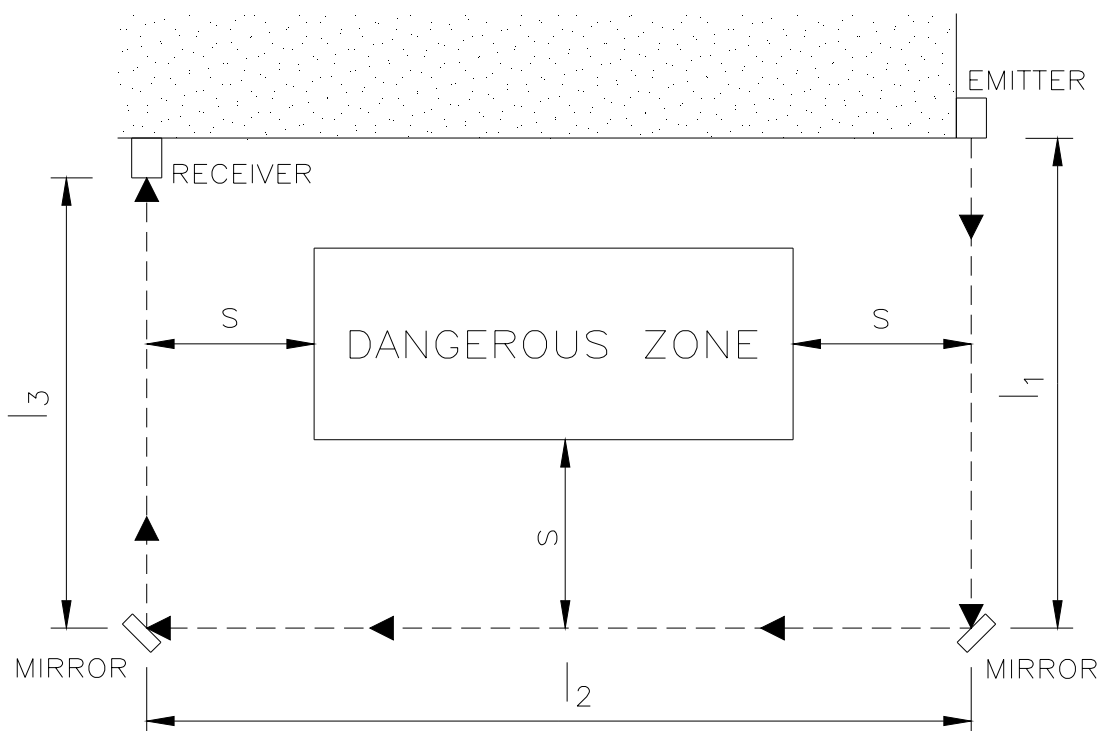 EMITTER
RECEIVER
S
DANGEROUS ZONE
S
l3
l1
S
MIRROR
MIRROR
l2